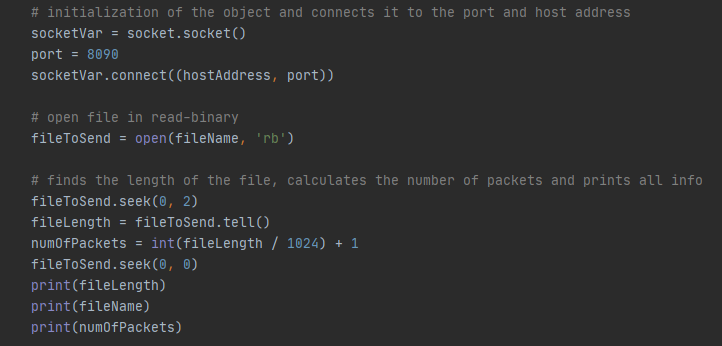 # initialization of the object and connects it to the port and host address
socketVar = socket.socket()
port = 8090
socketVar.connect((hostAddress, port))
# open file in read-binary
fileToSend = open(fileName, 'rb')
# finds the length of the file, calculates the number of packets and prints all info
fileToSend.seek(0, 2)
fileLength = fileToSend.tell()
numOfPackets = int(fileLength / 1024) + 1
fileToSend.seek(0, 0)
print(fileLength)
print(fileName)
print(numOfPackets)